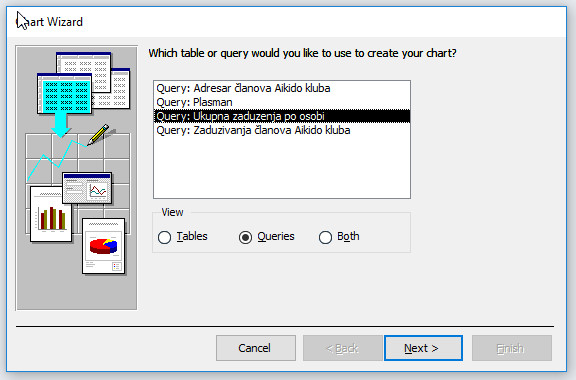 Chart Wizard
Which table or query would you like to use to create your chart?
Query: Adresar članova Aikido kluba
Query: Plasman
Query: Ukupna zaduzenja po osobi
Query: Zaduzivanja članova Aikido kluba
View
Tables
Queries
Both
Cancel
< Back
Next >
Finish